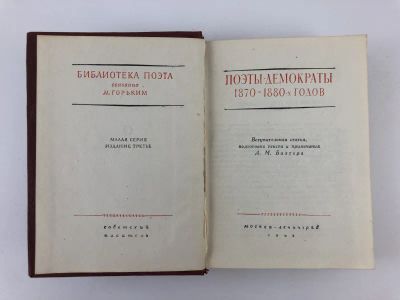 БИБЛИОТЕКА ПОЭТА
ОСНОВАНА
М. ГОРЬКИМ
МАЛАЯ СЕРИЯ
ИЗДАНИЕ ТРЕТЬЕ
советский
писатель
ПОЭТЫ-ДЕМОКРАТЫ
1870-1880-х ГОДОВ
Вступительная статья,
подготовка текста и примечания
А. М. Бихтера
москва-ленинград